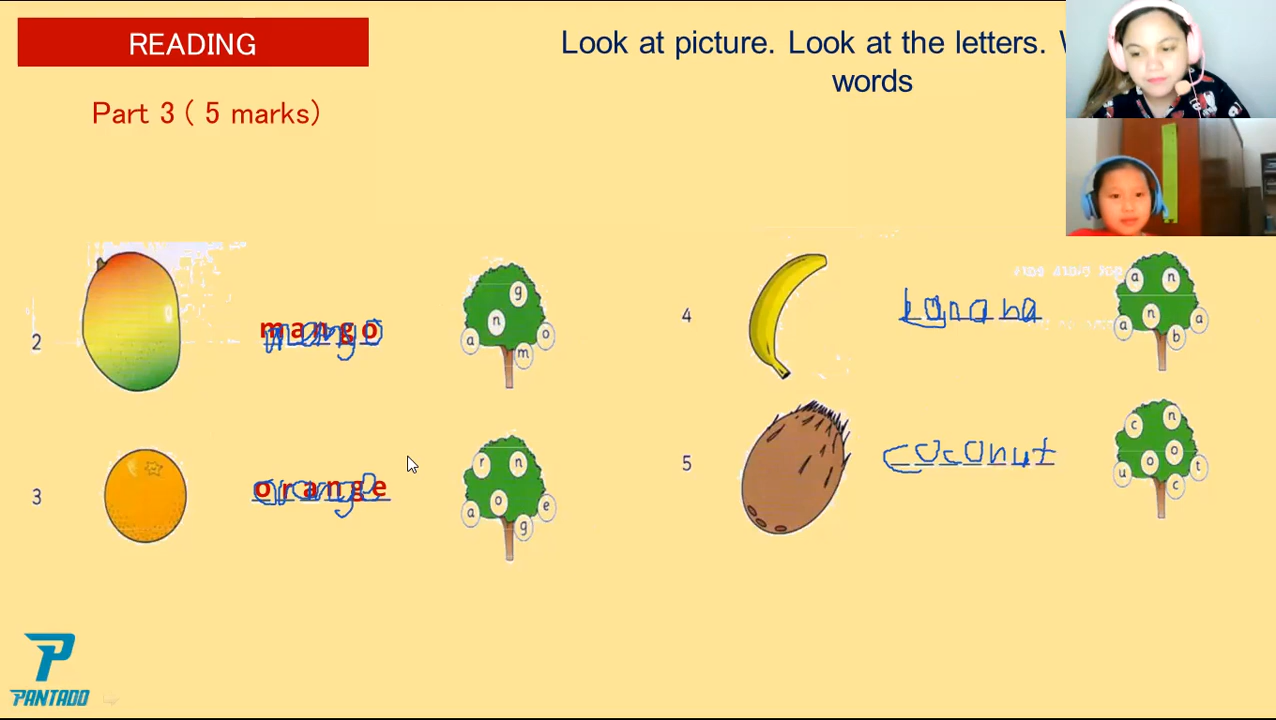 READING
Look at picture. Look at the letters.
words
Part 3 ( 5 marks)
2
mango
mango
g
n
a
o
m
3
orange
orange
r
n
a
o
e
g
4
banana
a
n
a
n
a
b
5
coconut
c
n
o
o
u
t
c
PANTADO